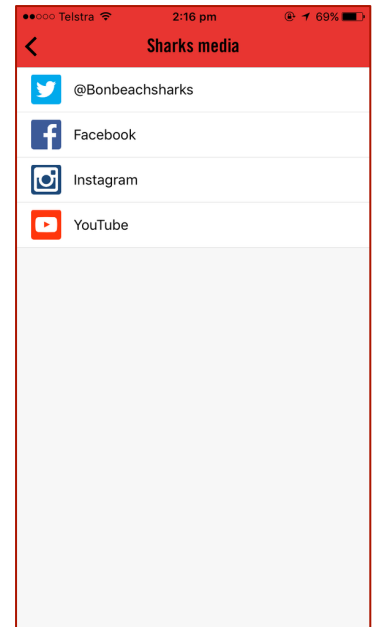 Telstra 2:16 pm 69%
Sharks media
@Bonbeachsharks
Facebook
Instagram
YouTube